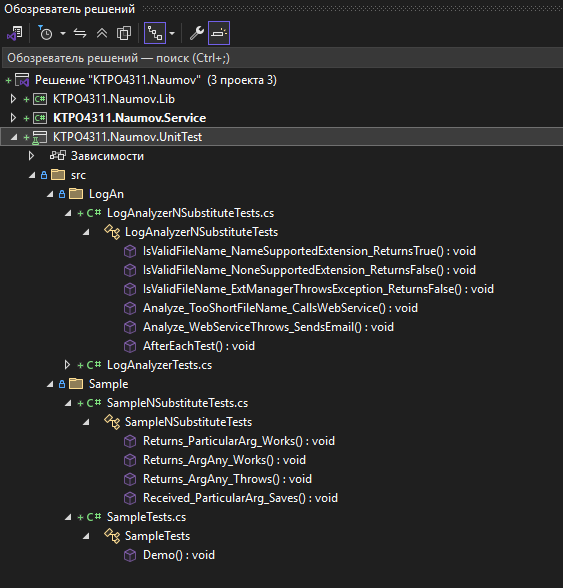 Обозреватель решений
Обозреватель решений — поиск (Ctrl+;)
Решение "KTPO4311.Naumov" (3 проекта 3)
KTPO4311.Naumov.Lib
KTPO4311.Naumov.Service
KTPO4311.Naumov.UnitTest
Зависимости
src
LogAn
C# LogAnalyzerNSubstituteTests.cs
LogAnalyzerNSubstituteTests
IsValidFileName_NameSupportedExtension_ReturnsTrue() : void
IsValidFileName_NoneSupportedExtension_ReturnsFalse() : void
IsValidFileName_ExtManagerThrowsException_ReturnsFalse() : void
Analyze_TooShortFileName_CallsWebService() : void
Analyze_WebServiceThrows_SendsEmail() : void
AfterEachTest() : void
C# LogAnalyzerTests.cs
Sample
C# SampleNSubstituteTests.cs
SampleNSubstituteTests
Returns_ParticularArg_Works() : void
Returns_ArgAny_Works() : void
Returns_ArgAny_Throws() : void
Received_ParticularArg_Saves() : void
C# SampleTests.cs
SampleTests
Demo() : void